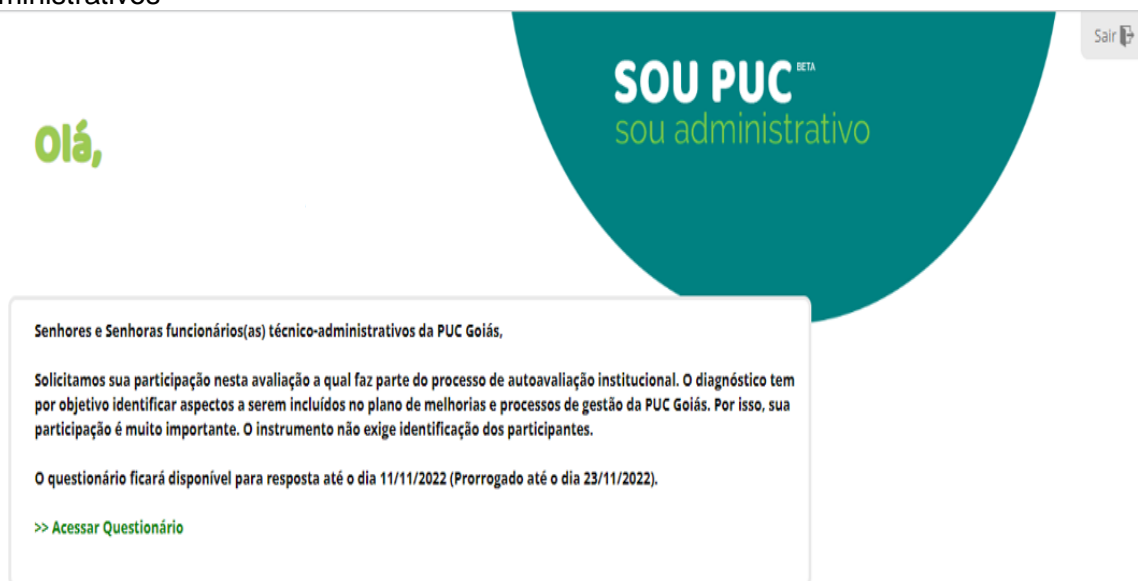 ministrativos
Sair
SOU PUC BETA
sou administrativo
Olá,
Senhores e Senhoras funcionários(as) técnico-administrativos da PUC Goiás,
Solicitamos sua participação nesta avaliação a qual faz parte do processo de autoavaliação institucional. O diagnóstico tem
por objetivo identificar aspectos a serem incluídos no plano de melhorias e processos de gestão da PUC Goiás. Por isso, sua
participação é muito importante. O instrumento não exige identificação dos participantes.
O questionário ficará disponível para resposta até o dia 11/11/2022 (Prorrogado até o dia 23/11/2022).
>> Acessar Questionário